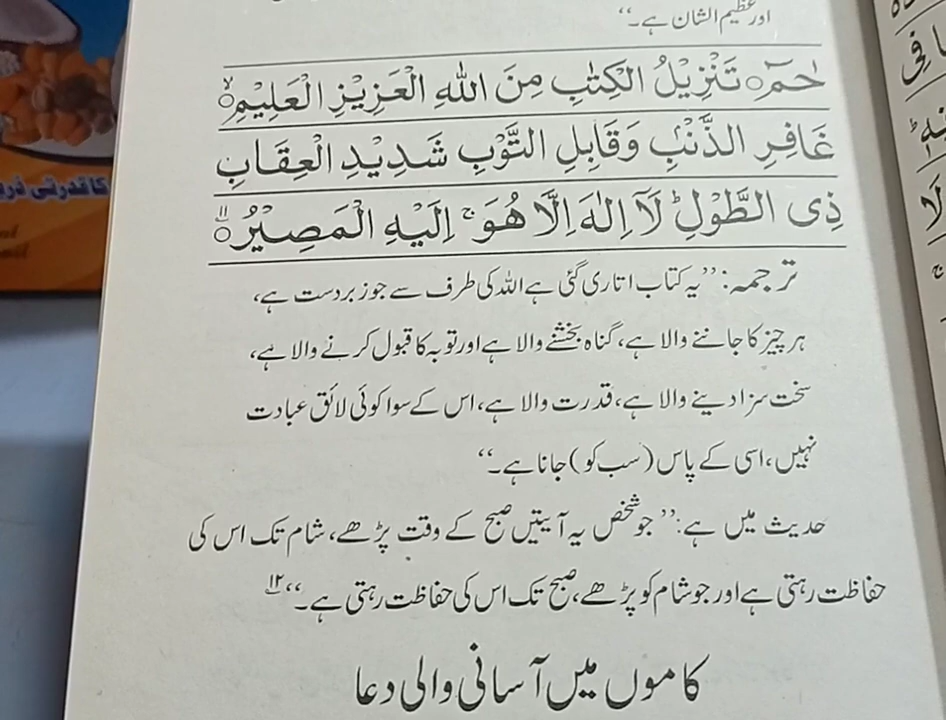 اور عظیم الشان ہے۔‘‘
حٰمٓ ۝ تَنْزِیْلُ الْکِتٰبِ مِنَ اللّٰهِ الْعَزِیْزِ الْعَلِیْمِ ۝ۙ
غَافِرِ الذَّنْۢبِ وَقَابِلِ التَّوْبِ شَدِیْدِ الْعِقَابِ
ذِی الطَّوْلِ ؕ لَاۤ اِلٰهَ اِلَّا هُوَ ۚ اِلَیْهِ الْمَصِیْرُ ۝
ترجمہ: ’’یہ کتاب اتاری گئی ہے اللہ کی طرف سے جو زبردست ہے،
ہر چیز کا جاننے والا ہے، گناہ بخشنے والا ہے اور توبہ کا قبول کرنے والا ہے،
سخت سزا دینے والا ہے، قدرت والا ہے، اس کے سوا کوئی لائق عبادت
نہیں، اسی کے پاس (سب کو) جانا ہے۔‘‘
حدیث میں ہے: ’’جو شخص یہ آیتیں صبح کے وقت پڑھے، شام تک اس کی
حفاظت رہتی ہے اور جو شام کو پڑھے، صبح تک اس کی حفاظت رہتی ہے۔‘‘ ۱۲
کاموں میں آسانی والی دعا
کا قدرتی